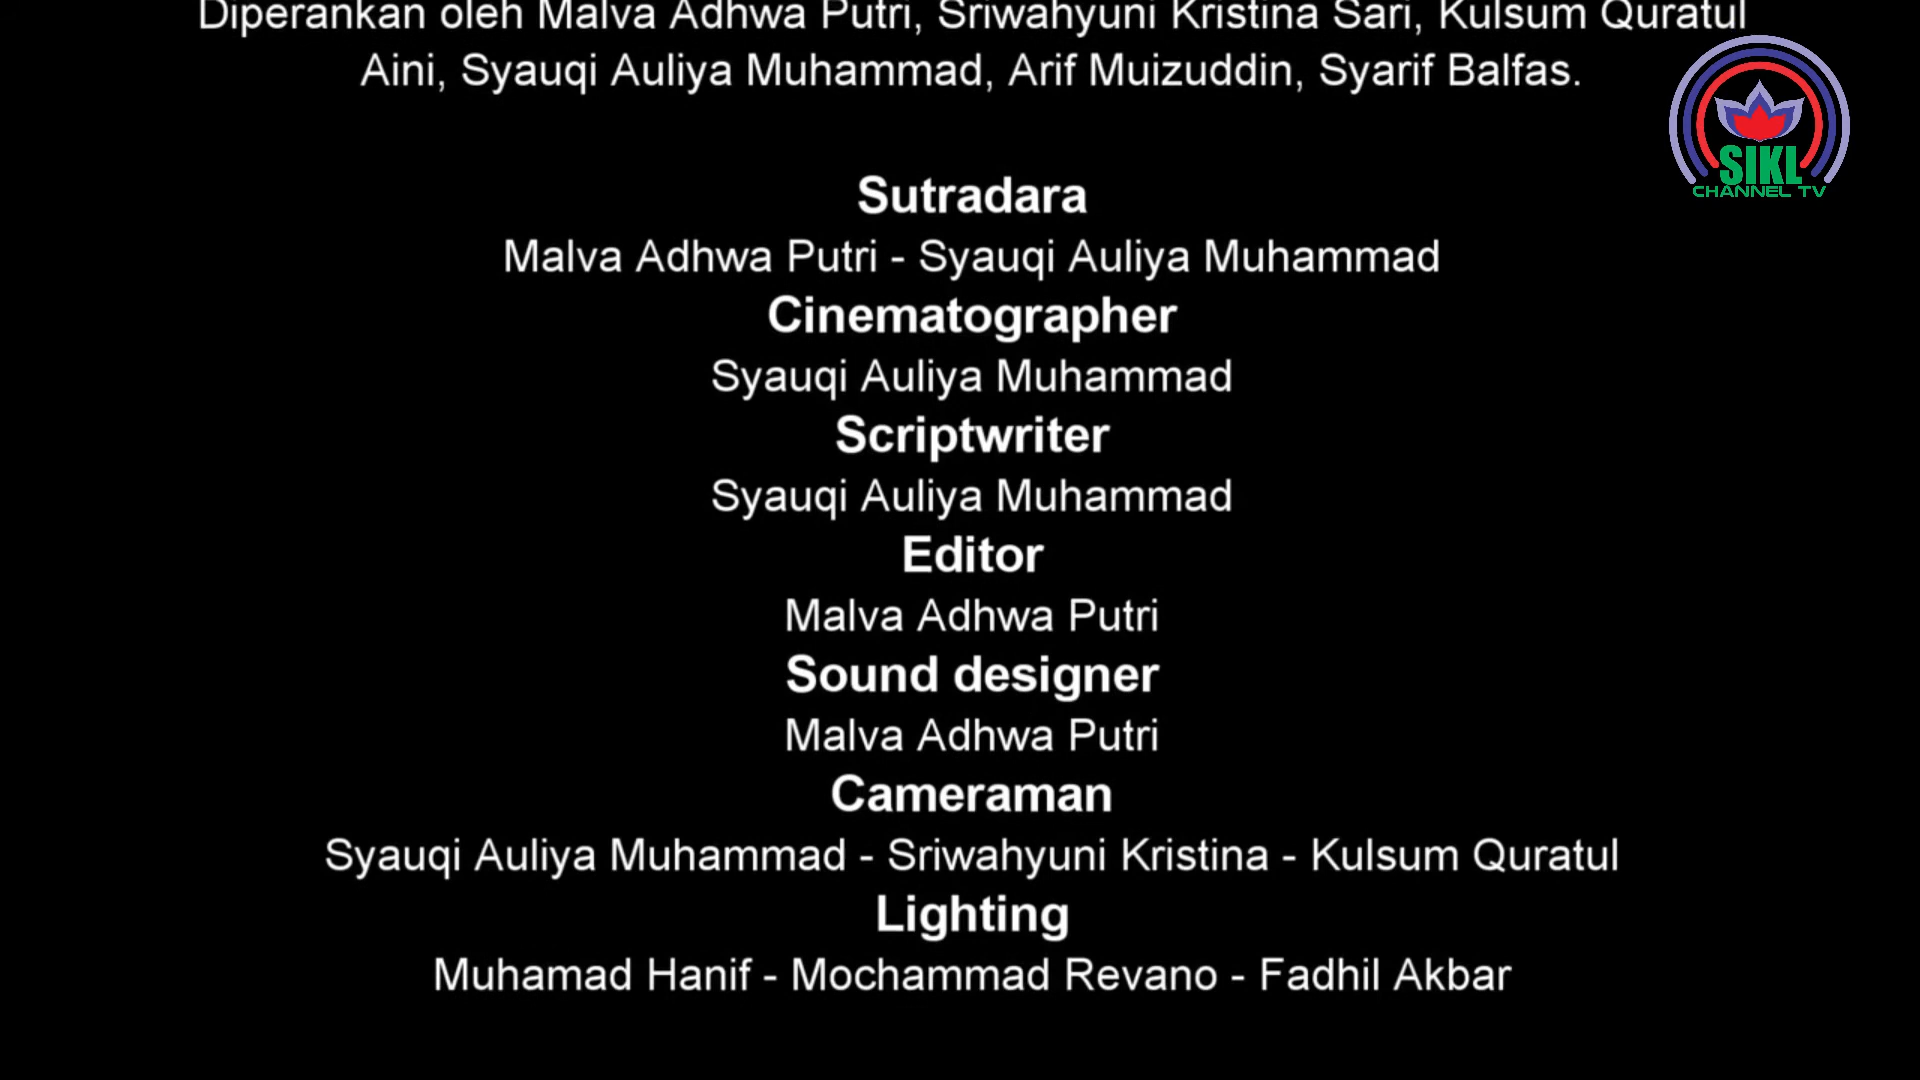 Diperankan oleh Malva Adhwa Putri, Sriwahyuni Kristina Sari, Kulsum Quratul
Aini, Syauqi Auliya Muhammad, Arif Muizuddin, Syarif Balfas.
SIKL
CHANNEL TV
Sutradara
Malva Adhwa Putri - Syauqi Auliya Muhammad
Cinematographer
Syauqi Auliya Muhammad
Scriptwriter
Syauqi Auliya Muhammad
Editor
Malva Adhwa Putri
Sound designer
Malva Adhwa Putri
Cameraman
Syauqi Auliya Muhammad - Sriwahyuni Kristina - Kulsum Quratul
Lighting
Muhamad Hanif - Mochammad Revano - Fadhil Akbar